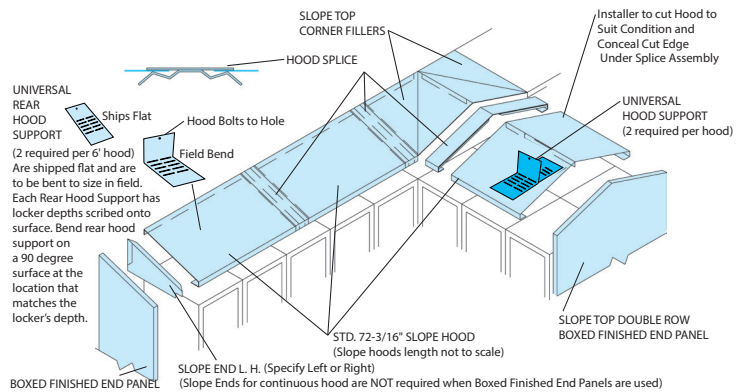 SLOPE TOP
CORNER FILLERS
HOOD SPLICE
Installer to cut Hood to
Suit Condition and
Conceal Cut Edge
Under Splice Assembly
UNIVERSAL
HOOD SUPPORT
(2 required per hood)
UNIVERSAL
REAR
HOOD
SUPPORT
Ships Flat
Hood Bolts to Hole
Field Bend
(2 required per 6' hood)
Are shipped flat and are
to be bent to size in field.
Each Rear Hood Support has
locker depths scribed onto
surface. Bend rear hood
support on
a 90 degree
surface at the
location that
matches the
locker's depth.
BOXED FINISHED END PANEL
SLOPE END L. H. (Specify Left or Right)
(Slope Ends for continuous hood are NOT required when Boxed Finished End Panels are used)
STD. 72-3/16" SLOPE HOOD
(Slope hoods length not to scale)
SLOPE TOP DOUBLE ROW
BOXED FINISHED END PANEL